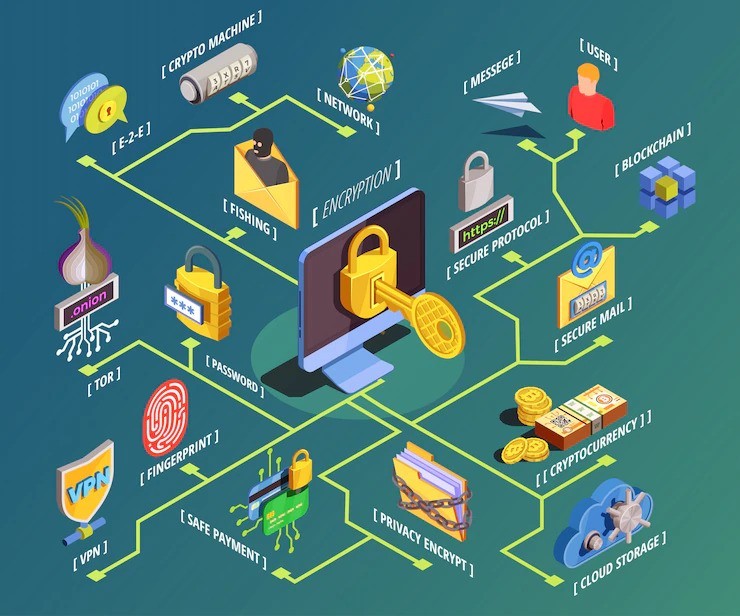 [ CRYPTO MACHINE ]
[ USER ]
[ MESSEGE ]
[ NETWORK ]
[ E-2-E ]
[ BLOCKCHAIN ]
[ ENCRYPTION ]
[ FISHING ]
https://
[ SECURE PROTOCOL ]
@
.onion
***
[ SECURE MAIL ]
[ TOR ]
[ PASSWORD ]
[ FINGERPRINT ]
[ [ CRYPTOCURRENCY ] ]
VPN
[ VPN ]
[ SAFE PAYMENT ]
[ PRIVACY ENCRYPT ]
[ CLOUD STORAGE ]